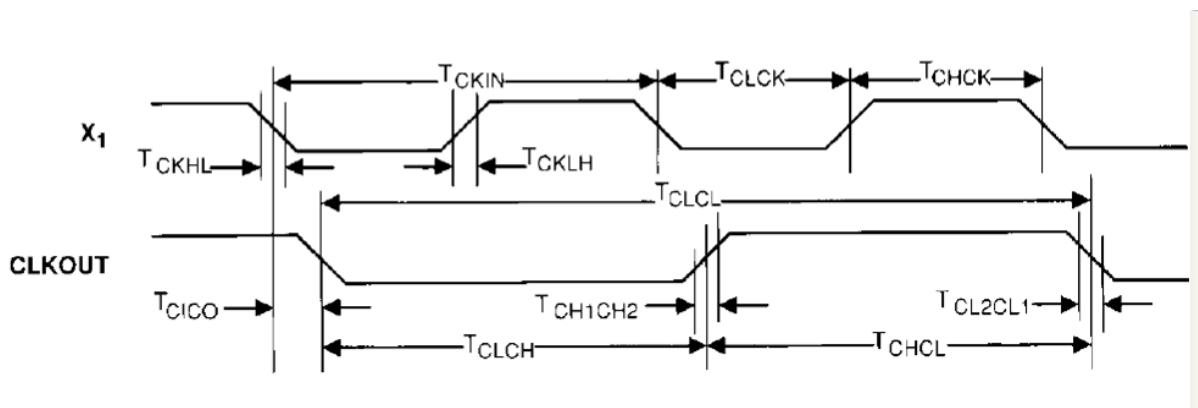 TCKIN TCLCK TCHCK
X1
TCKHL TCKLH
TCLCL
CLKOUT
TCICO TCH1CH2 TCL2CL1
TCLCH TCHCL